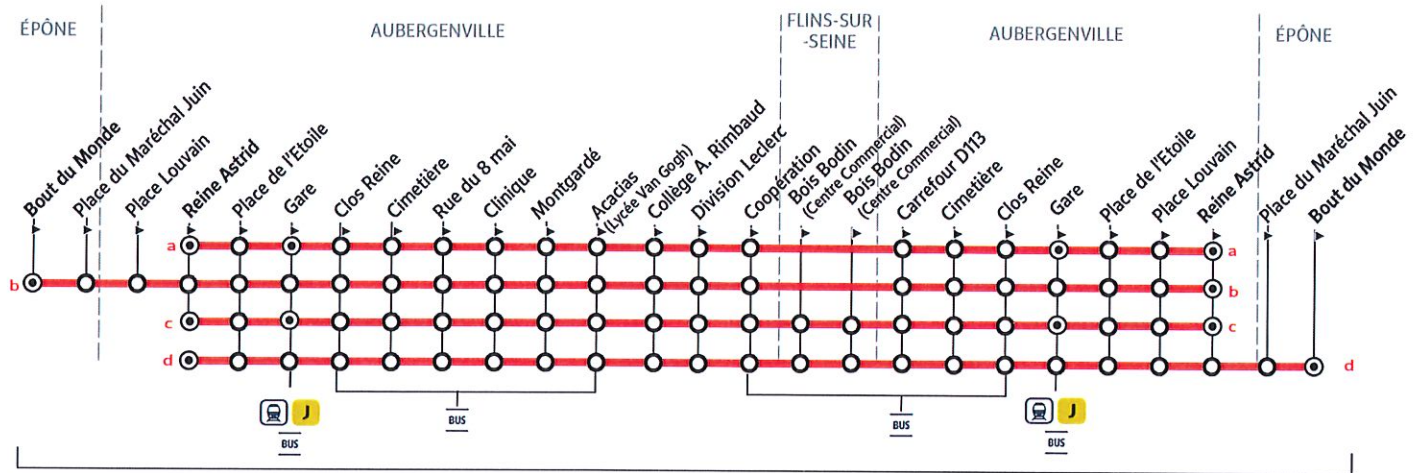 ÉPÔNE
AUBERGENVILLE
FLINS-SUR
-SEINE
AUBERGENVILLE
ÉPÔNE
Bout du Monde
Place du Maréchal Juin
Place Louvain
Reine Astrid
Place de l'Etoile
Gare
Clos Reine
Cimetière
Rue du 8 mai
Clinique
Montgardé
Acacias
(Lycée Van Gogh)
Collège A. Rimbaud
Division Leclerc
Coopération
Bois Bodin
(Centre Commercial)
Bois Bodin
(Centre Commercial)
Carrefour D113
Cimetière
Clos Reine
Gare
Place de l'Etoile
Place Louvain
Reine Astrid
Place du Maréchal Juin
Bout du Monde
a
a
b
b
c
c
d
d
J
BUS
BUS
BUS
J
BUS